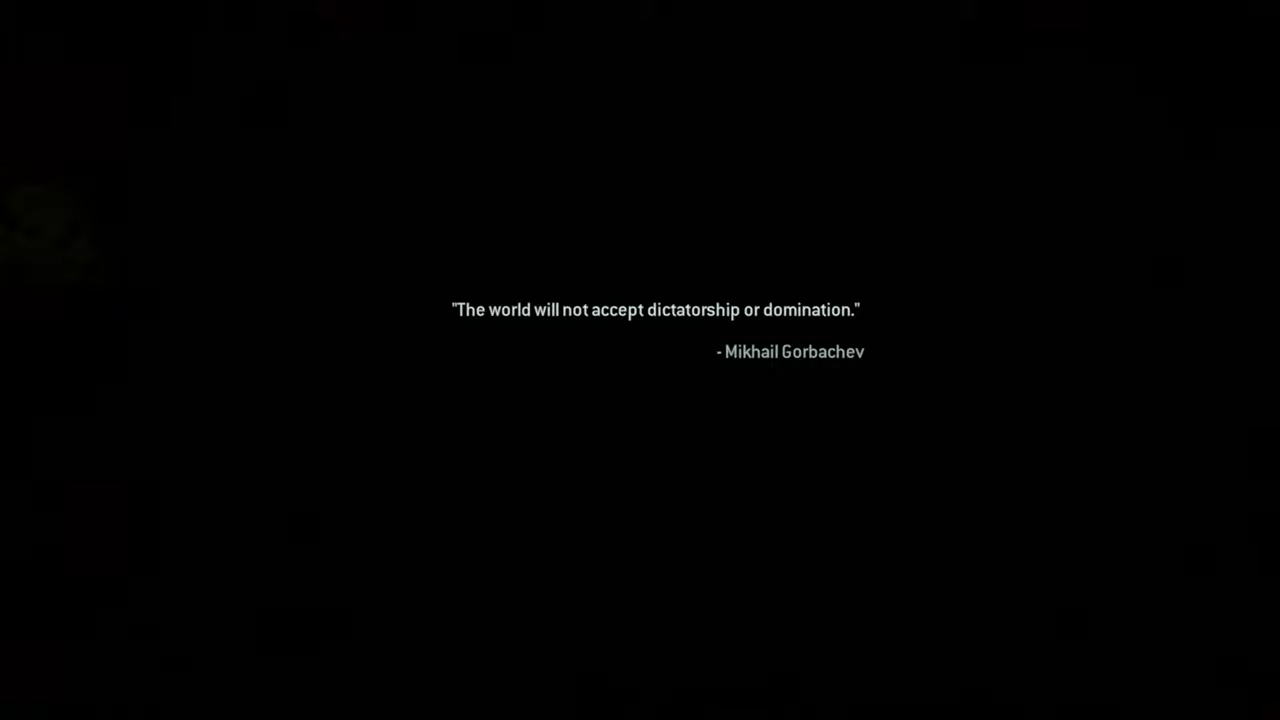 "The world will not accept dictatorship or domination."
- Mikhail Gorbachev